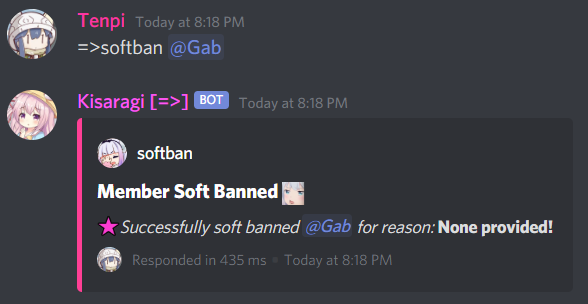 Tenpi Today at 8:18 PM
=>softban @Gab
Kisaragi [=>] BOT Today at 8:18 PM
softban
Member Soft Banned
Successfully soft banned @Gab for reason: None provided!
Responded in 435 ms • Today at 8:18 PM